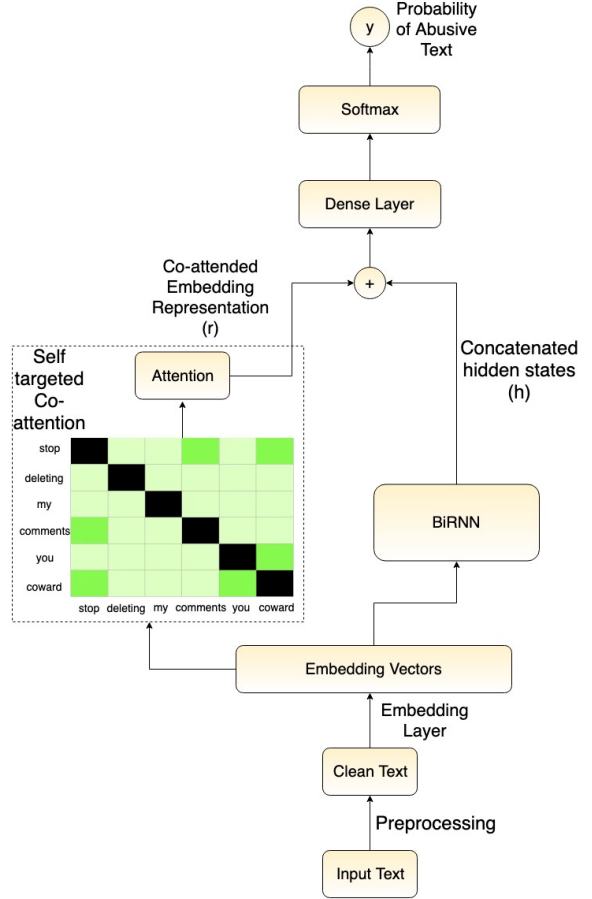 y
Probability
of Abusive
Text
Softmax
Dense Layer
+
Co-attended
Embedding
Representation
(r)
Concatenated
hidden states
(h)
Self
targeted
Co-
attention
Attention
stop
deleting
my
comments
you
coward
stop deleting my comments you coward
BiRNN
Embedding Vectors
Embedding
Layer
Clean Text
Preprocessing
Input Text